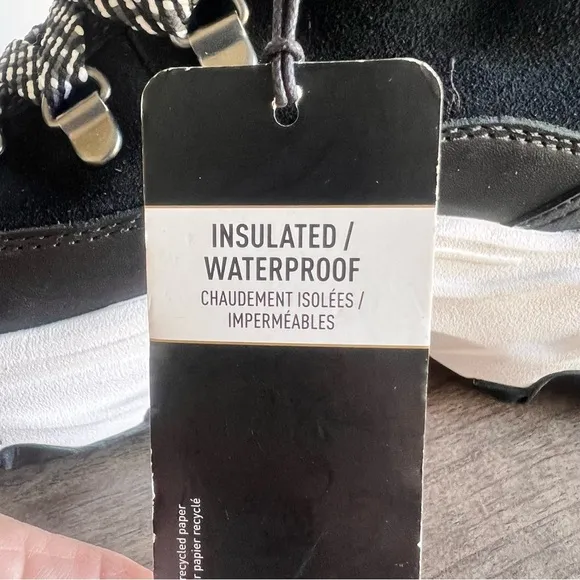 INSULATED /
WATERPROOF
CHAUDEMENT ISOLÉES /
IMPERMÉABLES
recycled paper
r papier recyclé